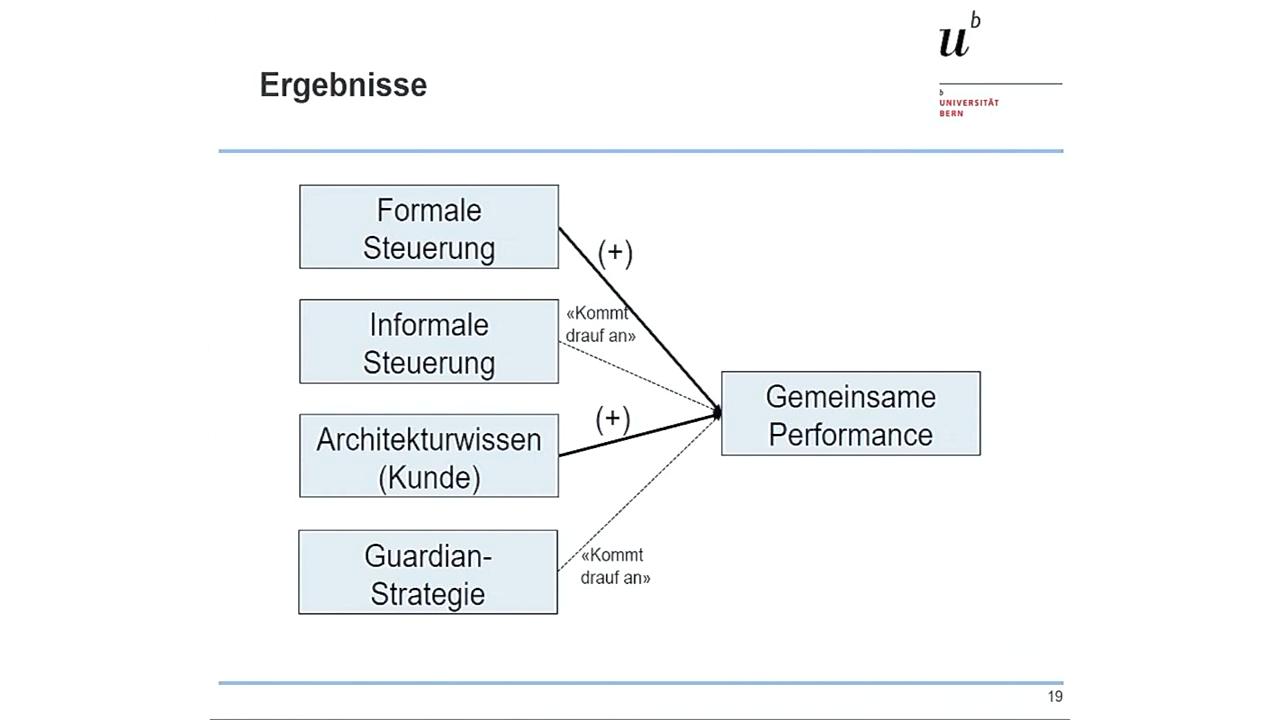 Ergebnisse
u b
b
UNIVERSITÄT
BERN
Formale
Steuerung
(+)
Informale
Steuerung
«Kommt
drauf an»
Architekturwissen
(Kunde)
(+)
Guardian-
Strategie
«Kommt
drauf an»
Gemeinsame
Performance
19